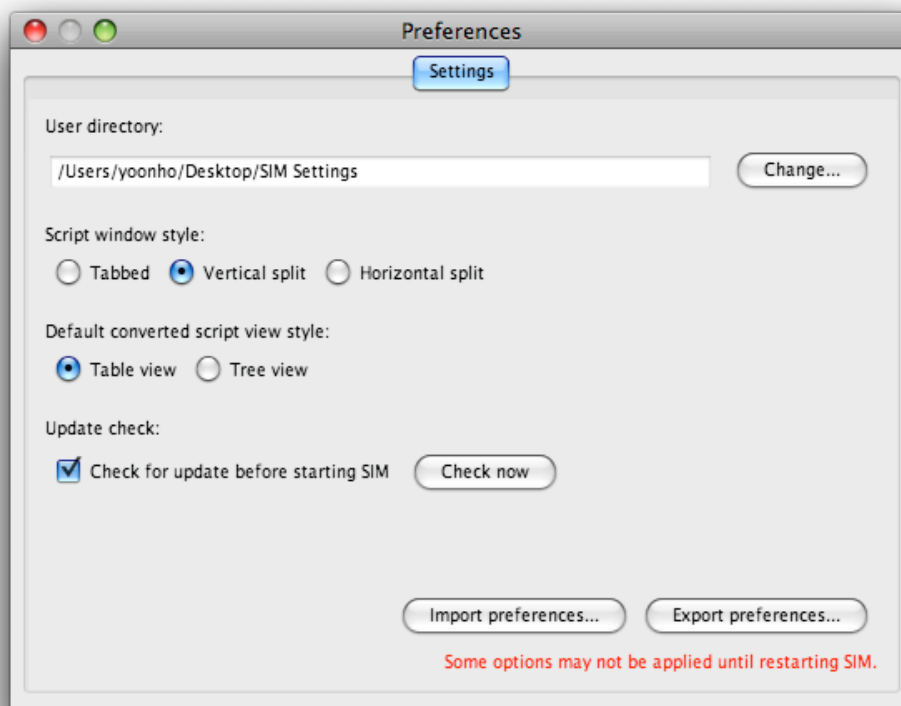 Preferences
Settings
User directory:
/Users/yoonho/Desktop/SIM Settings Change...
Script window style:
Tabbed Vertical split Horizontal split
Default converted script view style:
Table view Tree view
Update check:
Check for update before starting SIM Check now
Import preferences... Export preferences...
Some options may not be applied until restarting SIM.